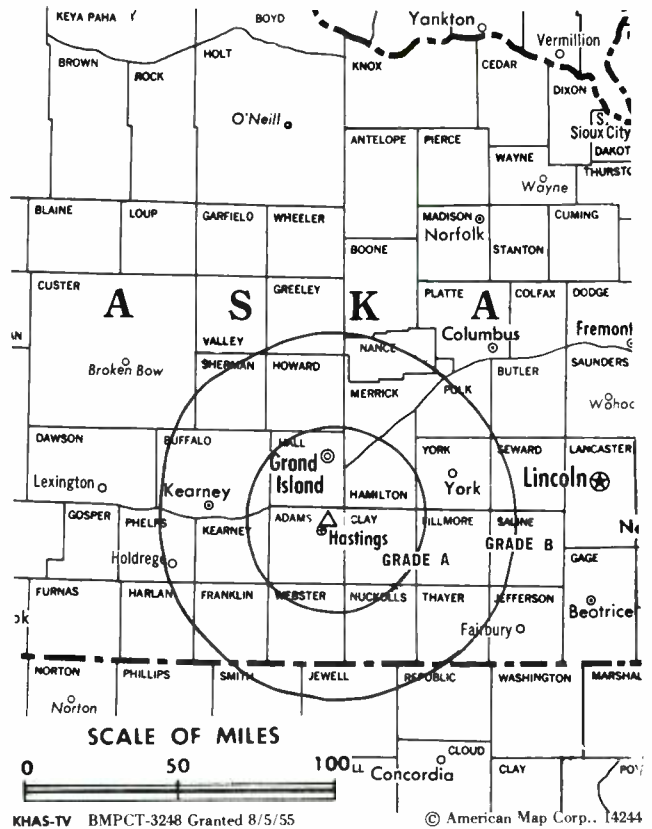 KEYA PAHA
BOYD
Yankton
Vermillion
BROWN
ROCK
HOLT
KNOX
CEDAR
DIXON
O'Neill
S.
Sioux City
ANTELOPE
PIERCE
WAYNE
DAKOT
THURSTO
Wayne
BLAINE
LOUP
GARFIELD
WHEELER
MADISON
Norfolk
CUMING
BOONE
STANTON
CUSTER
GREELEY
PLATTE
COLFAX
DODGE
A S K A
VALLEY
NANCE
Columbus
Fremont
Broken Bow
SHERMAN
HOWARD
BUTLER
SAUNDERS
MERRICK
POLK
Wahoo
DAWSON
BUFFALO
HALL
YORK
SEWARD
LANCASTER
Lexington
Kearney
Grand
Island
HAMILTON
York
Lincoln
GOSPER
PHELPS
KEARNEY
ADAMS
CLAY
FILLMORE
SALINE
Hastings
Holdrege
GRADE A
GRADE B
GAGE
FURNAS
HARLAN
FRANKLIN
WEBSTER
NUCKOLLS
THAYER
JEFFERSON
Beatrice
ok
Fairbury
NORTON
PHILLIPS
SMITH
JEWELL
REPUBLIC
WASHINGTON
MARSHAL
Norton
SCALE OF MILES
0 50 100
LL
Concordia
CLOUD
CLAY
KHAS-TV BMPCT-3248 Granted 8/5/55
© American Map Corp.. 14244